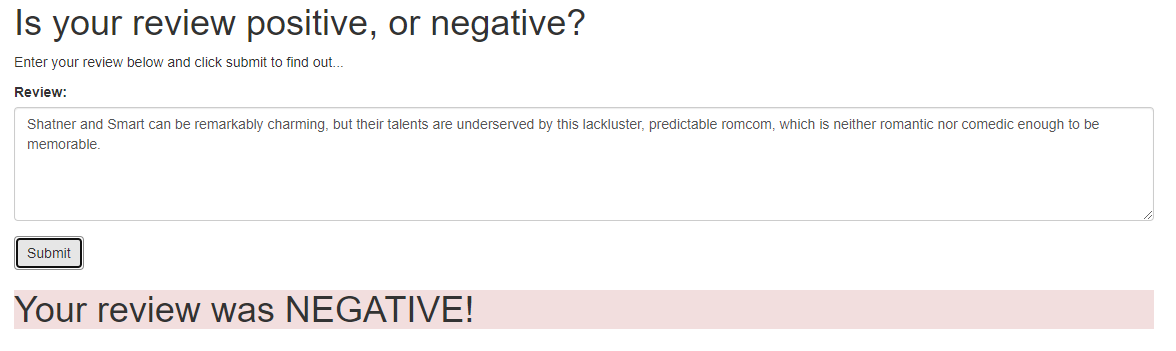 Is your review positive, or negative?
Enter your review below and click submit to find out...
Review:
Shatner and Smart can be remarkably charming, but their talents are underserved by this lackluster, predictable romcom, which is neither romantic nor comedic enough to be
memorable.
Submit
Your review was NEGATIVE!